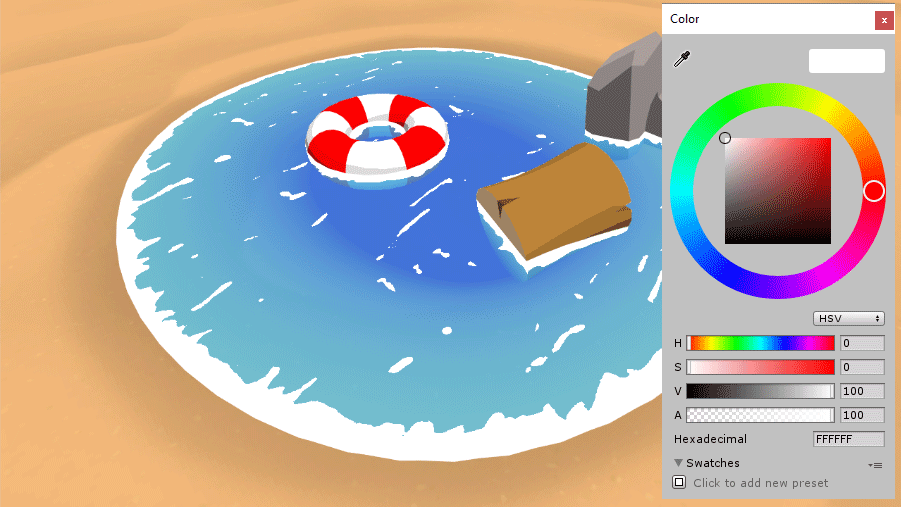 Color
x
HSV
H 0
S 0
V 100
A 100
Hexadecimal FFFFFF
Swatches
Click to add new preset